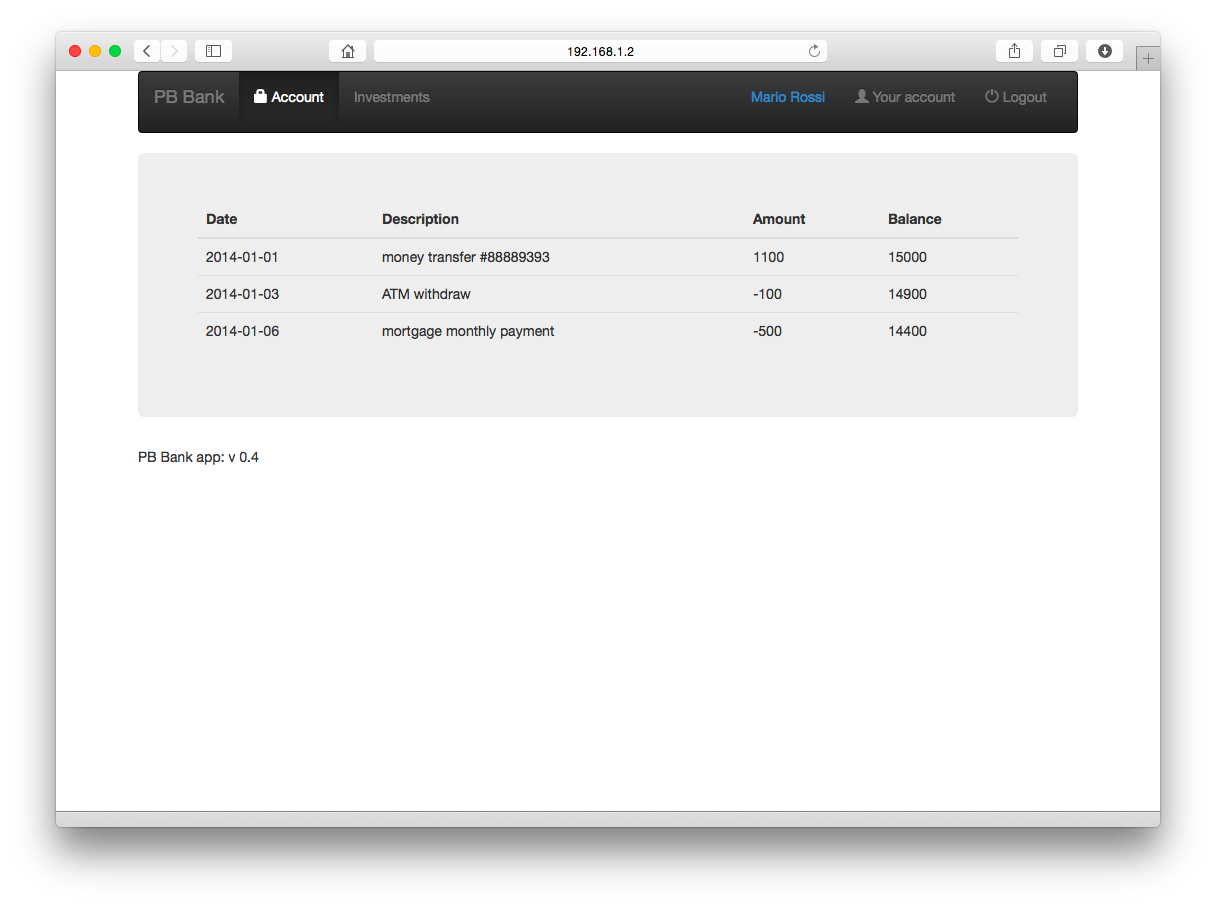 192.168.1.2
PB Bank Account Investments Mario Rossi Your account Logout
Date Description Amount Balance
2014-01-01 money transfer #88889393 1100 15000
2014-01-03 ATM withdraw -100 14900
2014-01-06 mortgage monthly payment -500 14400
PB Bank app: v 0.4